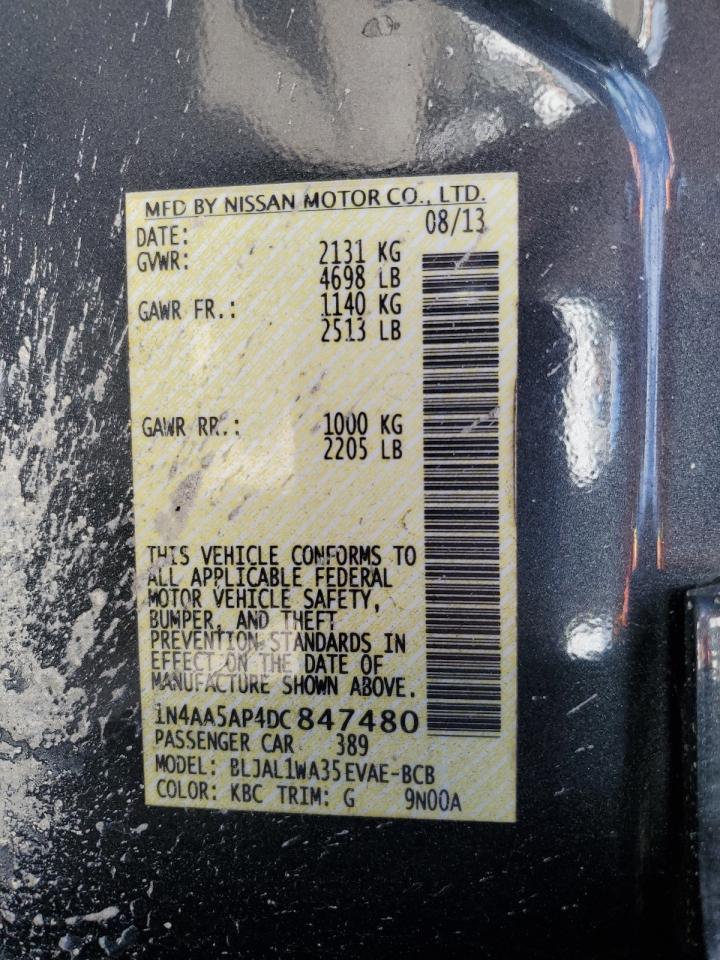 MFD BY NISSAN MOTOR CO., LTD.
DATE: 08/13
GVWR: 2131 KG
4698 LB
GAWR FR.: 1140 KG
2513 LB
GAWR RR.: 1000 KG
2205 LB
THIS VEHICLE CONFORMS TO
ALL APPLICABLE FEDERAL
MOTOR VEHICLE SAFETY,
BUMPER, AND THEFT
PREVENTION STANDARDS IN
EFFECT ON THE DATE OF
MANUFACTURE SHOWN ABOVE.
1N4AA5AP4DC847480
PASSENGER CAR 389
MODEL: BLJAL1WA35EVAE-BCB
COLOR: KBC TRIM: G 9N00A